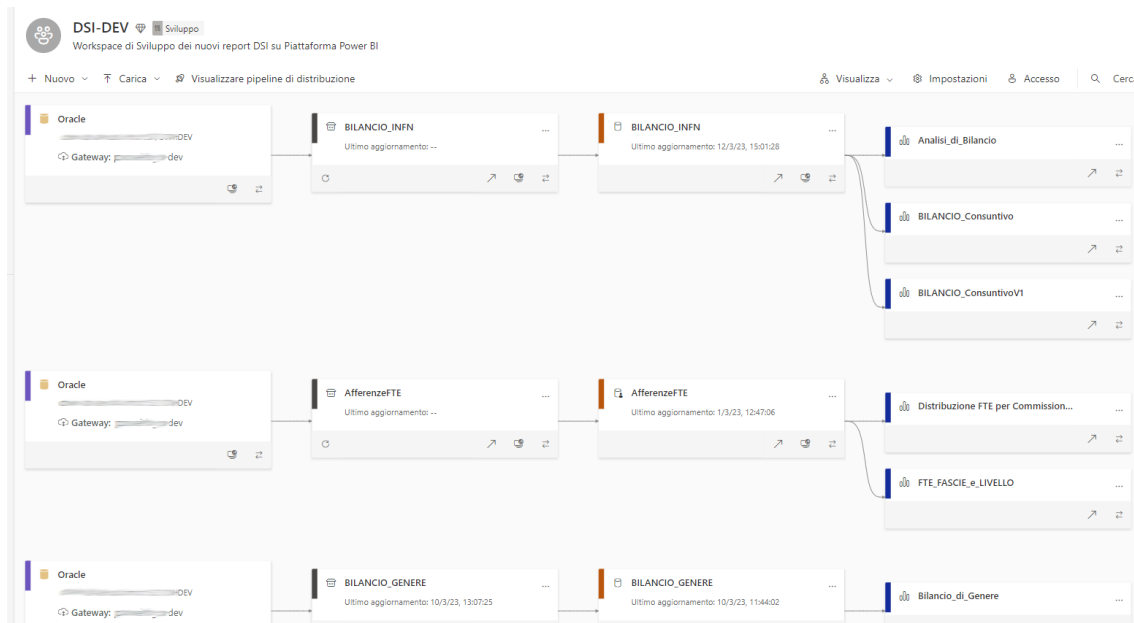 DSI-DEV Sviluppo
Workspace di Sviluppo dei nuovi report DSI su Piattaforma Power BI
Nuovo Carica Visualizzare pipeline di distribuzione Visualizza Impostazioni Accesso Cerca
Oracle
DEV
Gateway: dev
BILANCIO_INFN
Ultimo aggiornamento: --
BILANCIO_INFN
Ultimo aggiornamento: 12/3/23, 15:01:28
Analisi_di_Bilancio
BILANCIO_Consuntivo
BILANCIO_ConsuntivoV1
Oracle
DEV
Gateway: dev
AfferenzeFTE
Ultimo aggiornamento: --
AfferenzeFTE
Ultimo aggiornamento: 1/3/23, 12:47:06
Distribuzione FTE per Commission...
FTE_FASCIE_e_LIVELLO
Oracle
DEV
Gateway: dev
BILANCIO_GENERE
Ultimo aggiornamento: 10/3/23, 13:07:25
BILANCIO_GENERE
Ultimo aggiornamento: 10/3/23, 11:44:02
Bilancio_di_Genere